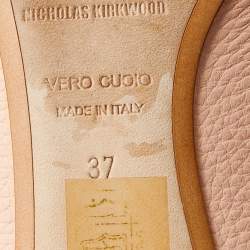 NICHOLAS KIRKWOOD
VERO CUOIO
MADE IN ITALY
37